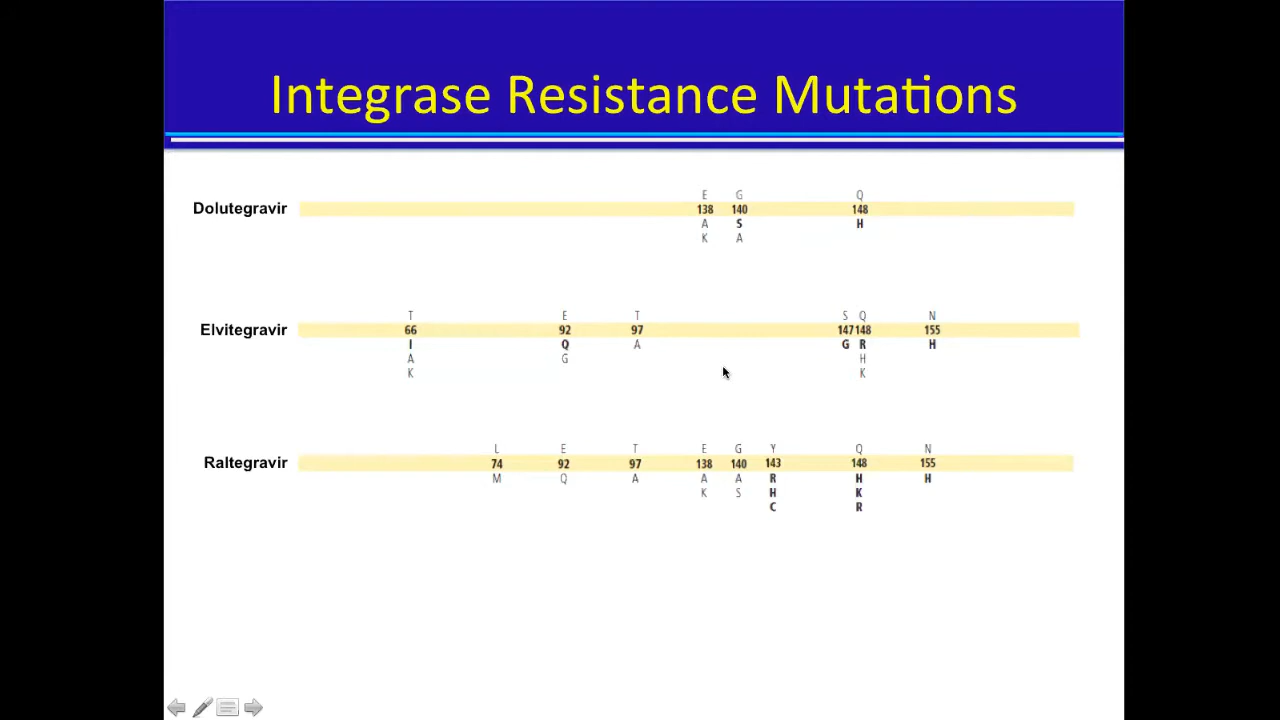 Integrase Resistance Mutations
E G Q
Dolutegravir 138 140 148
A S H
K A
T E T S Q N
Elvitegravir 66 92 97 147 148 155
I Q A G R H
A G H
K K
L E T E G Y Q N
Raltegravir 74 92 97 138 140 143 148 155
M Q A A A R H H
K S H K
C R